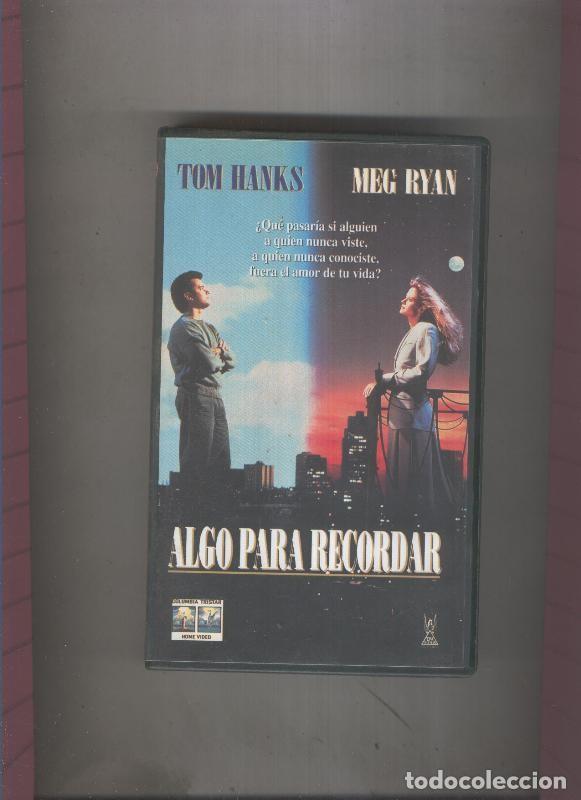 TOM HANKS MEG RYAN
¿Qué pasaría si alguien
a quien nunca viste,
a quien nunca conociste,
fuera el amor de tu vida?
ALGO PARA RECORDAR
COLUMBIA TRISTAR
HOME VIDEO
todocoleccion